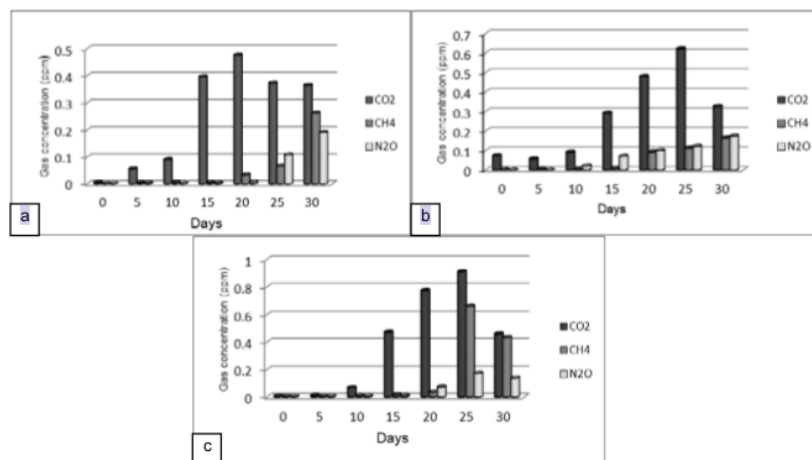 Gas concentration (ppm)
0.5
0.4
0.3
0.2
0.1
0
0 5 10 15 20 25 30
Days
CO2
CH4
N2O
a
Gas concentration (ppm)
0.7
0.6
0.5
0.4
0.3
0.2
0.1
0
0 5 10 15 20 25 30
Days
CO2
CH4
N2O
b
Gas concentration (ppm)
1
0.8
0.6
0.4
0.2
0
0 5 10 15 20 25 30
Days
CO2
CH4
N2O
c